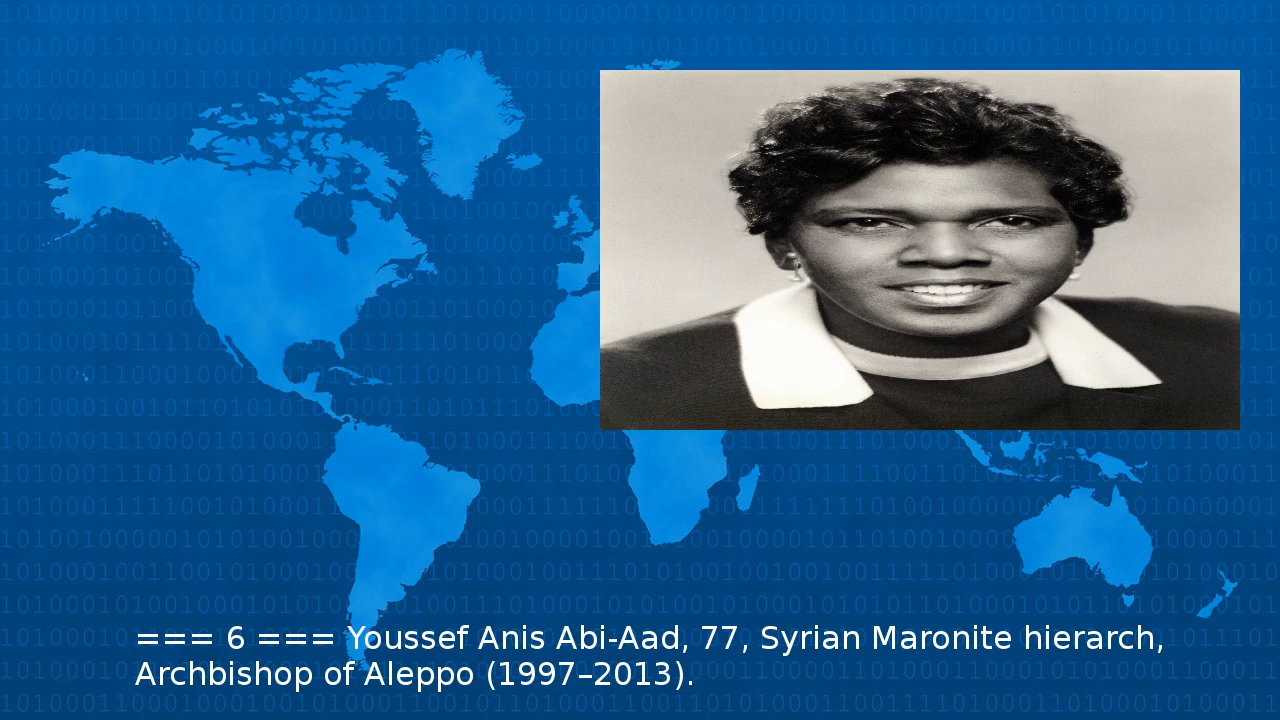 === 6 === Youssef Anis Abi-Aad, 77, Syrian Maronite hierarch,
Archbishop of Aleppo (1997–2013).